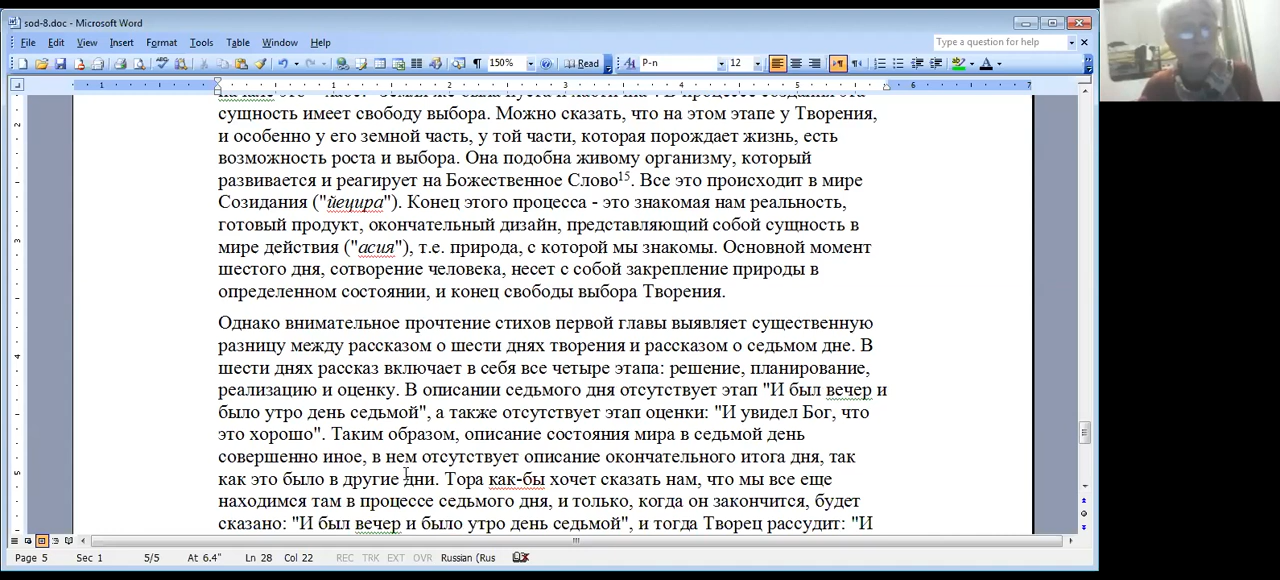 sod-8.doc - Microsoft Word
File Edit View Insert Format Tools Table Window Help
Type a question for help
150% Read P-n 12
сущность имеет свободу выбора. Можно сказать, что на этом этапе у Творения,
и особенно у его земной часть, у той части, которая порождает жизнь, есть
возможность роста и выбора. Она подобна живому организму, который
развивается и реагирует на Божественное Слово15. Все это происходит в мире
Созидания ("йецира"). Конец этого процесса - это знакомая нам реальность,
готовый продукт, окончательный дизайн, представляющий собой сущность в
мире действия ("асия"), т.е. природа, с которой мы знакомы. Основной момент
шестого дня, сотворение человека, несет с собой закрепление природы в
определенном состоянии, и конец свободы выбора Творения.
Однако внимательное прочтение стихов первой главы выявляет существенную
разницу между рассказом о шести днях творения и рассказом о седьмом дне. В
шести днях рассказ включает в себя все четыре этапа: решение, планирование,
реализацию и оценку. В описании седьмого дня отсутствует этап "И был вечер и
было утро день седьмой", а также отсутствует этап оценки: "И увидел Бог, что
это хорошо". Таким образом, описание состояния мира в седьмой день
совершенно иное, в нем отсутствует описание окончательного итога дня, так
как это было в другие дни. Тора как-бы хочет сказать нам, что мы все еще
находимся там в процессе седьмого дня, и только, когда он закончится, будет
сказано: "И был вечер и было утро день седьмой", и тогда Творец рассудит: "И
Page 5 Sec 1 5/5 At 6.4" Ln 28 Col 22 REC TRK EXT OVR Russian (Rus